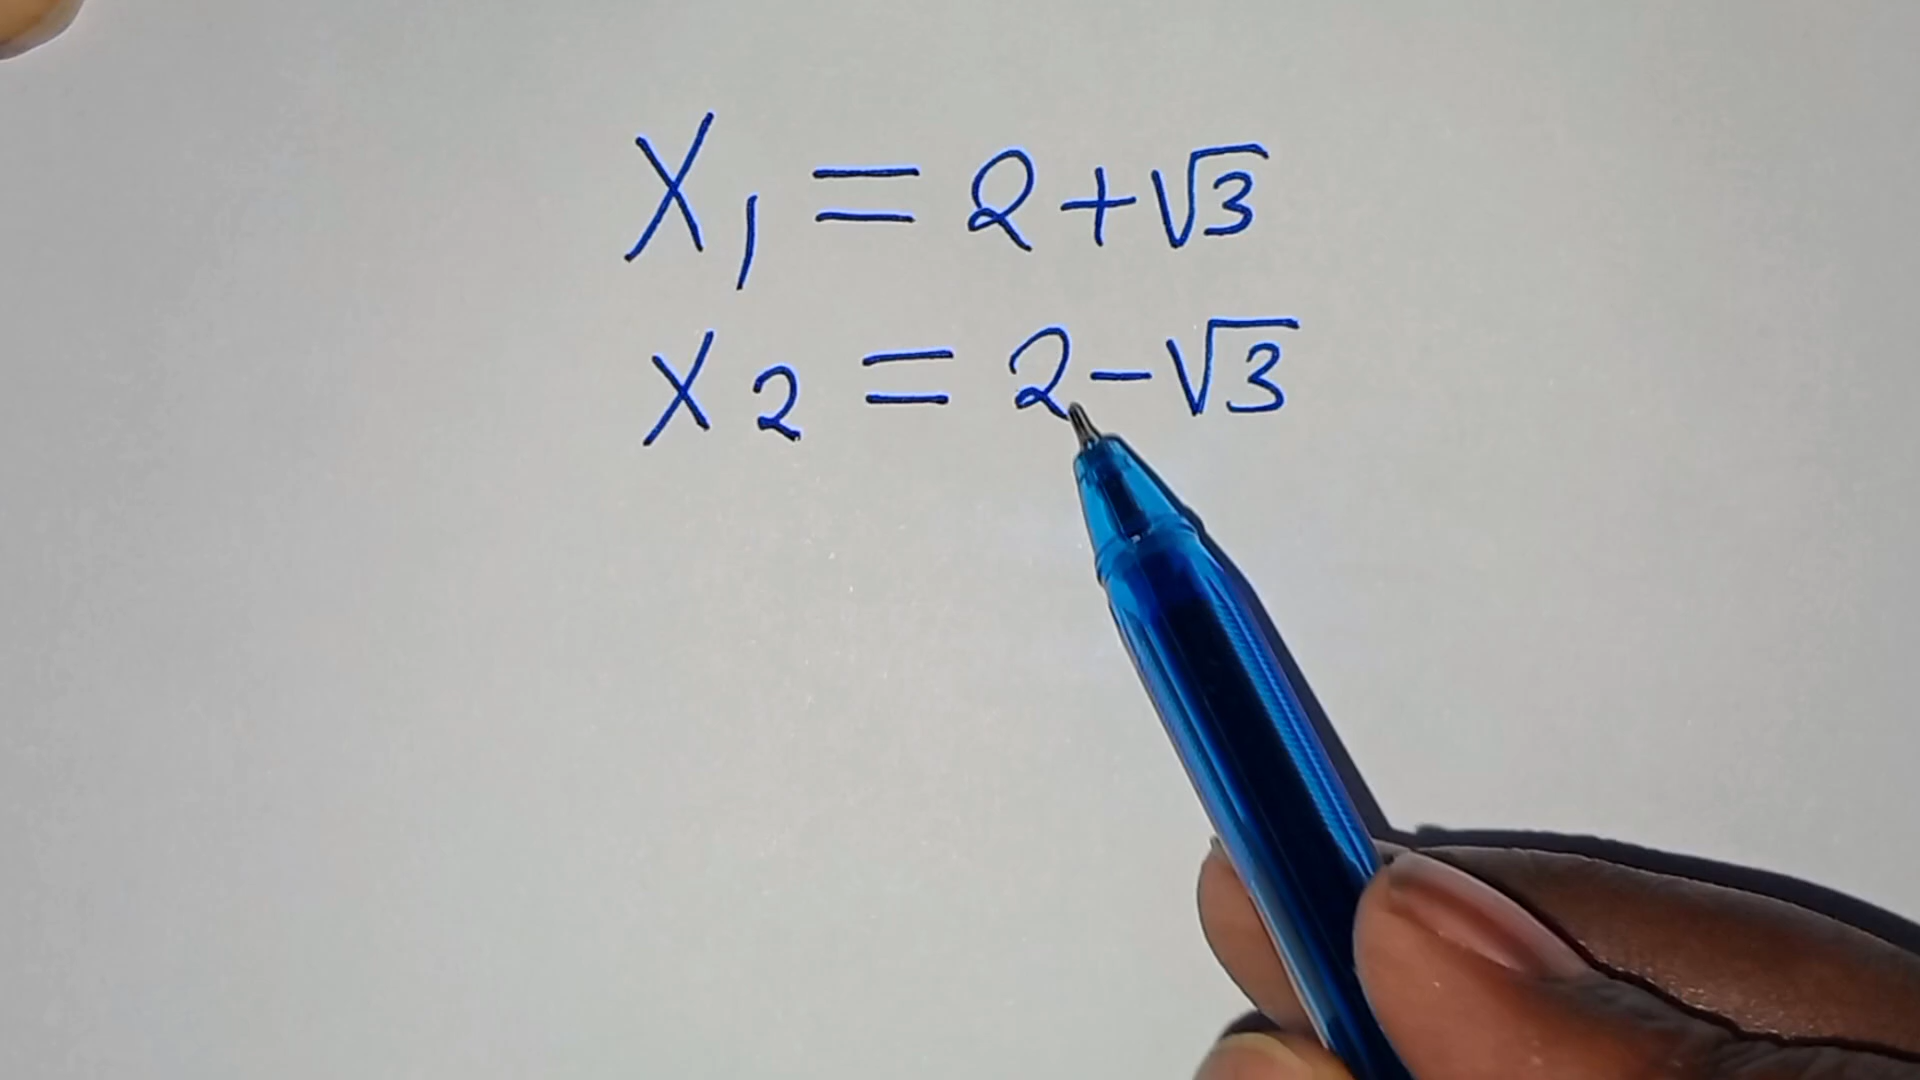 X₁ = 2+√3
X₂ = 2-√3